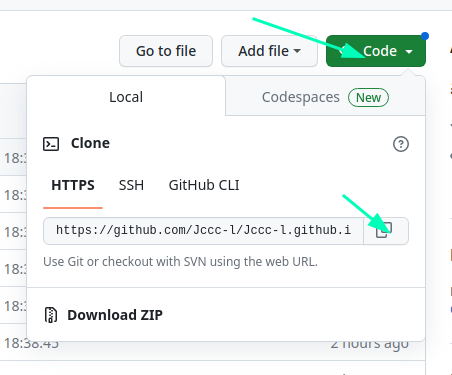 Go to file Add file Code
Local Codespaces New
Clone
HTTPS SSH GitHub CLI
https://github.com/Jccc-l/Jccc-l.github.i
Use Git or checkout with SVN using the web URL.
Download ZIP
18:38:45 2 hours ago